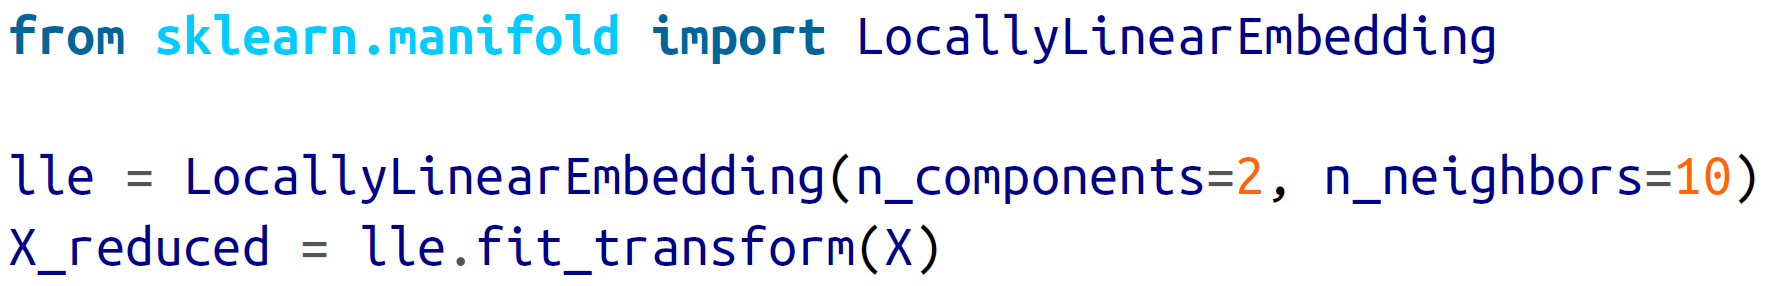 from sklearn.manifold import LocallyLinearEmbedding
lle = LocallyLinearEmbedding(n_components=2, n_neighbors=10)
X_reduced = lle.fit_transform(X)